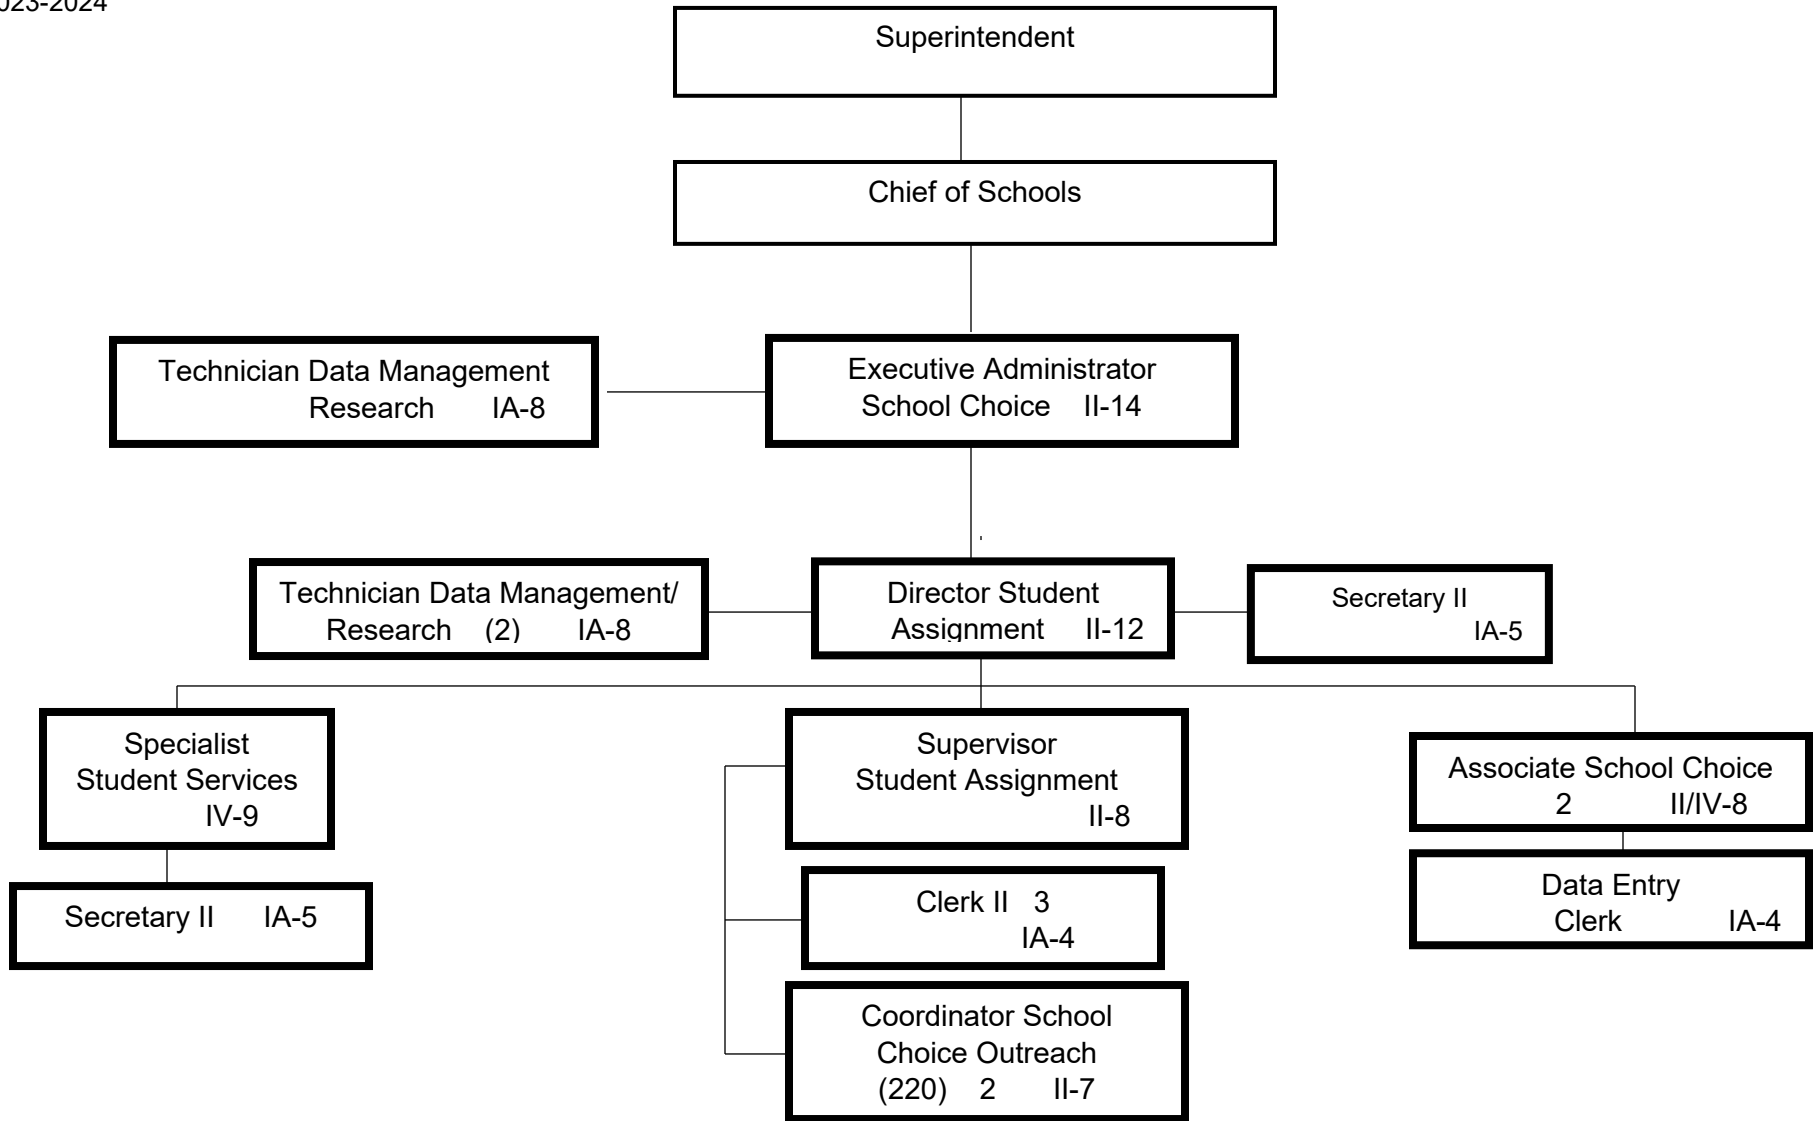 023-2024
Superintendent
Chief of Schools
Technician Data Management
Research IA-8
Executive Administrator
School Choice II-14
Technician Data Management/
Research (2) IA-8
Director Student
Assignment II-12
Secretary II
IA-5
Specialist
Student Services
IV-9
Supervisor
Student Assignment
II-8
Associate School Choice
2 II/IV-8
Secretary II IA-5
Clerk II 3
IA-4
Data Entry
Clerk IA-4
Coordinator School
Choice Outreach
(220) 2 II-7